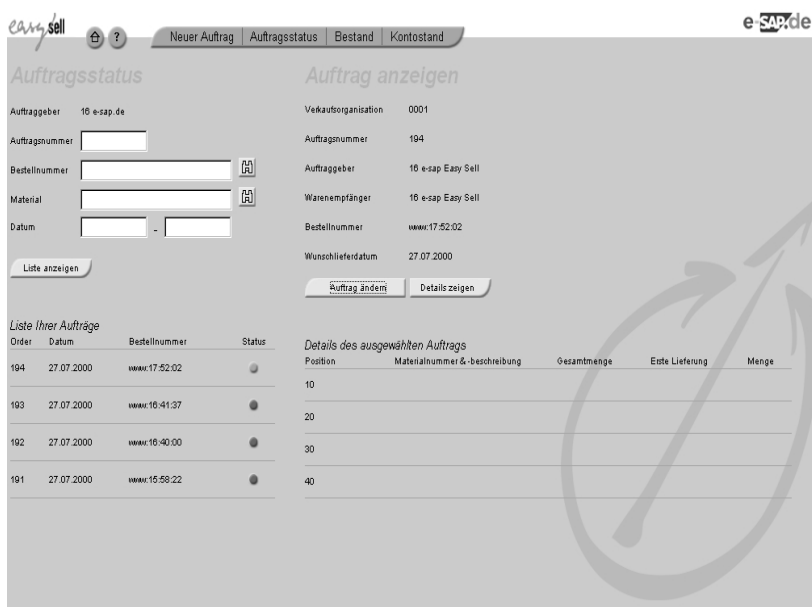 easy sell
e-SAP.de
?
Neuer Auftrag Auftragsstatus Bestand Kontostand
Auftragsstatus
Auftraggeber 16 e-sap.de
Auftragsnummer
Bestellnummer
Material
Datum -
Liste anzeigen
Liste Ihrer Aufträge
Order Datum Bestellnummer Status
194 27.07.2000 www:17:52:02
193 27.07.2000 www:16:41:37
192 27.07.2000 www:16:40:00
191 27.07.2000 www:15:58:22
Auftrag anzeigen
Verkaufsorganisation 0001
Auftragsnummer 194
Auftraggeber 16 e-sap Easy Sell
Warenempfänger 16 e-sap Easy Sell
Bestellnummer www:17:52:02
Wunschlieferdatum 27.07.2000
Auftrag ändern Details zeigen
Details des ausgewählten Auftrags
Position Materialnummer & -beschreibung Gesamtmenge Erste Lieferung Menge
10
20
30
40